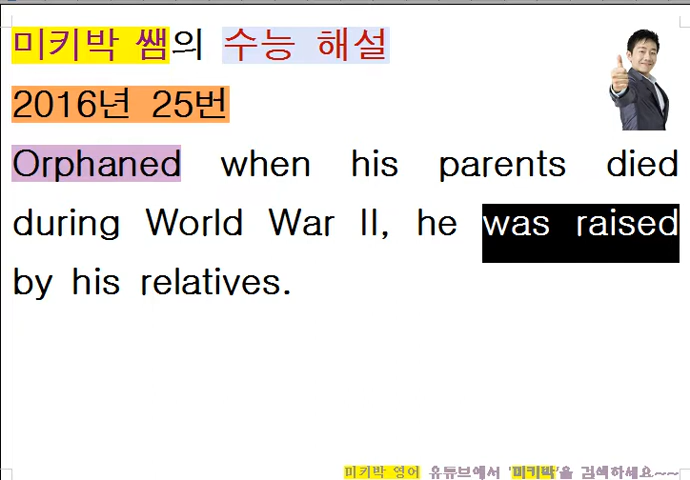 미키박 쌤의 수능 해설
2016년 25번
Orphaned when his parents died
during World War II, he was raised
by his relatives.
미키박 영어 유튜브에서 '미키박'을 검색하세요~~